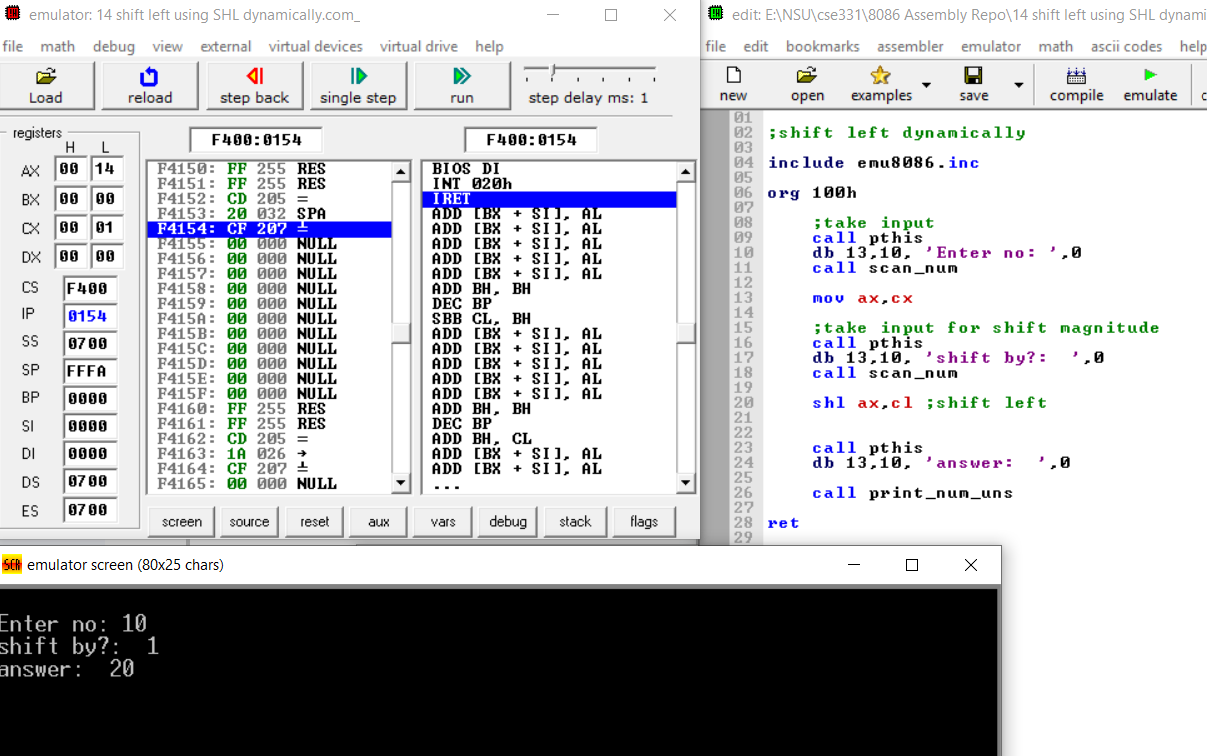 emulator: 14 shift left using SHL dynamically.com_
file math debug view external virtual devices virtual drive help
Load reload step back single step run step delay ms: 1
registers
H L
AX 00 14
BX 00 00
CX 00 01
DX 00 00
CS F400
IP 0154
SS 0700
SP FFFA
BP 0000
SI 0000
DI 0000
DS 0700
ES 0700
F400:0154
F4150: FF 255 RES
F4151: FF 255 RES
F4152: CD 205 =
F4153: 20 032 SPA
F4154: CF 207 ╧
F4155: 00 000 NULL
F4156: 00 000 NULL
F4157: 00 000 NULL
F4158: 00 000 NULL
F4159: 00 000 NULL
F415A: 00 000 NULL
F415B: 00 000 NULL
F415C: 00 000 NULL
F415D: 00 000 NULL
F415E: 00 000 NULL
F415F: 00 000 NULL
F4160: FF 255 RES
F4161: FF 255 RES
F4162: CD 205 =
F4163: 1A 026 →
F4164: CF 207 ╧
F4165: 00 000 NULL
F400:0154
BIOS DI
INT 020h
IRET
ADD [BX + SI], AL
ADD [BX + SI], AL
ADD [BX + SI], AL
ADD [BX + SI], AL
ADD [BX + SI], AL
ADD BH, BH
DEC BP
SBB CL, BH
ADD [BX + SI], AL
ADD [BX + SI], AL
ADD [BX + SI], AL
ADD [BX + SI], AL
ADD [BX + SI], AL
ADD BH, BH
DEC BP
ADD BH, CL
ADD [BX + SI], AL
ADD [BX + SI], AL
...
screen source reset aux vars debug stack flags
edit: E:\NSU\cse331\8086 Assembly Repo\14 shift left using SHL dynami
file edit bookmarks assembler emulator math ascii codes help
new open examples save compile emulate c
01
02 ;shift left dynamically
03
04 include emu8086.inc
05
06 org 100h
07
08 ;take input
09 call pthis
10 db 13,10, 'Enter no: ',0
11 call scan_num
12
13 mov ax,cx
14
15 ;take input for shift magnitude
16 call pthis
17 db 13,10, 'shift by?:  ',0
18 call scan_num
19
20 shl ax,cl ;shift left
21
22
23 call pthis
24 db 13,10, 'answer:  ',0
25
26 call print_num_uns
27
28 ret
29
SCR emulator screen (80x25 chars)
Enter no: 10
shift by?:  1
answer:  20